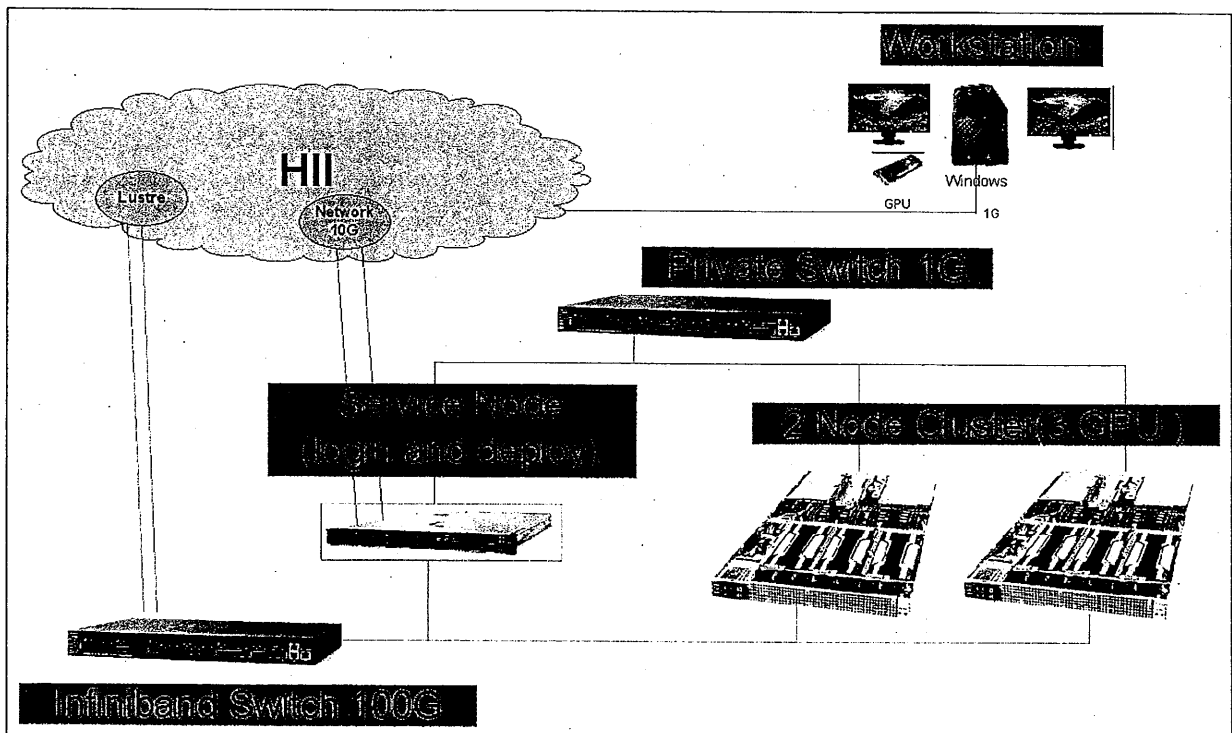 Workstation
HII
Lustre
Network
10G
GPU
Windows
1G
Private Switch 1G
Service Node
(login and deploy)
2 Node Cluster(3 GPU )
Infiniband Switch 100G